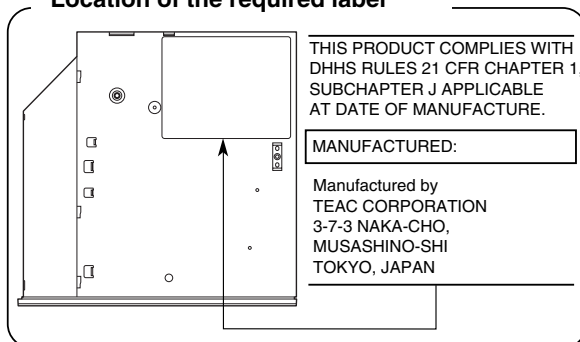 Location of the required label
THIS PRODUCT COMPLIES WITH
DHHS RULES 21 CFR CHAPTER 1,
SUBCHAPTER J APPLICABLE
AT DATE OF MANUFACTURE.
MANUFACTURED:
Manufactured by
TEAC CORPORATION
3-7-3 NAKA-CHO,
MUSASHINO-SHI
TOKYO, JAPAN